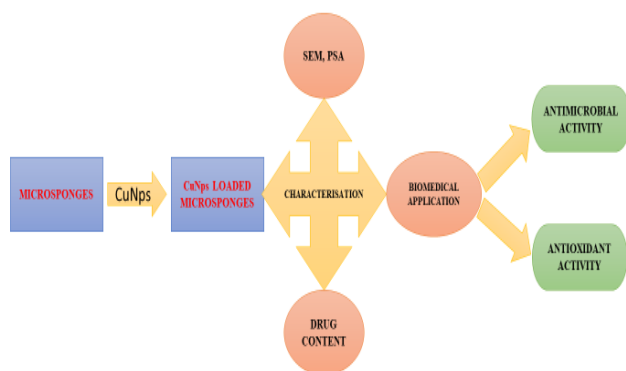 SEM, PSA
ANTIMICROBIAL
ACTIVITY
MICROSPONGES
CuNps
CuNps LOADED
MICROSPONGES
CHARACTERISATION
BIOMEDICAL
APPLICATION
ANTIOXIDANT
ACTIVITY
DRUG
CONTENT